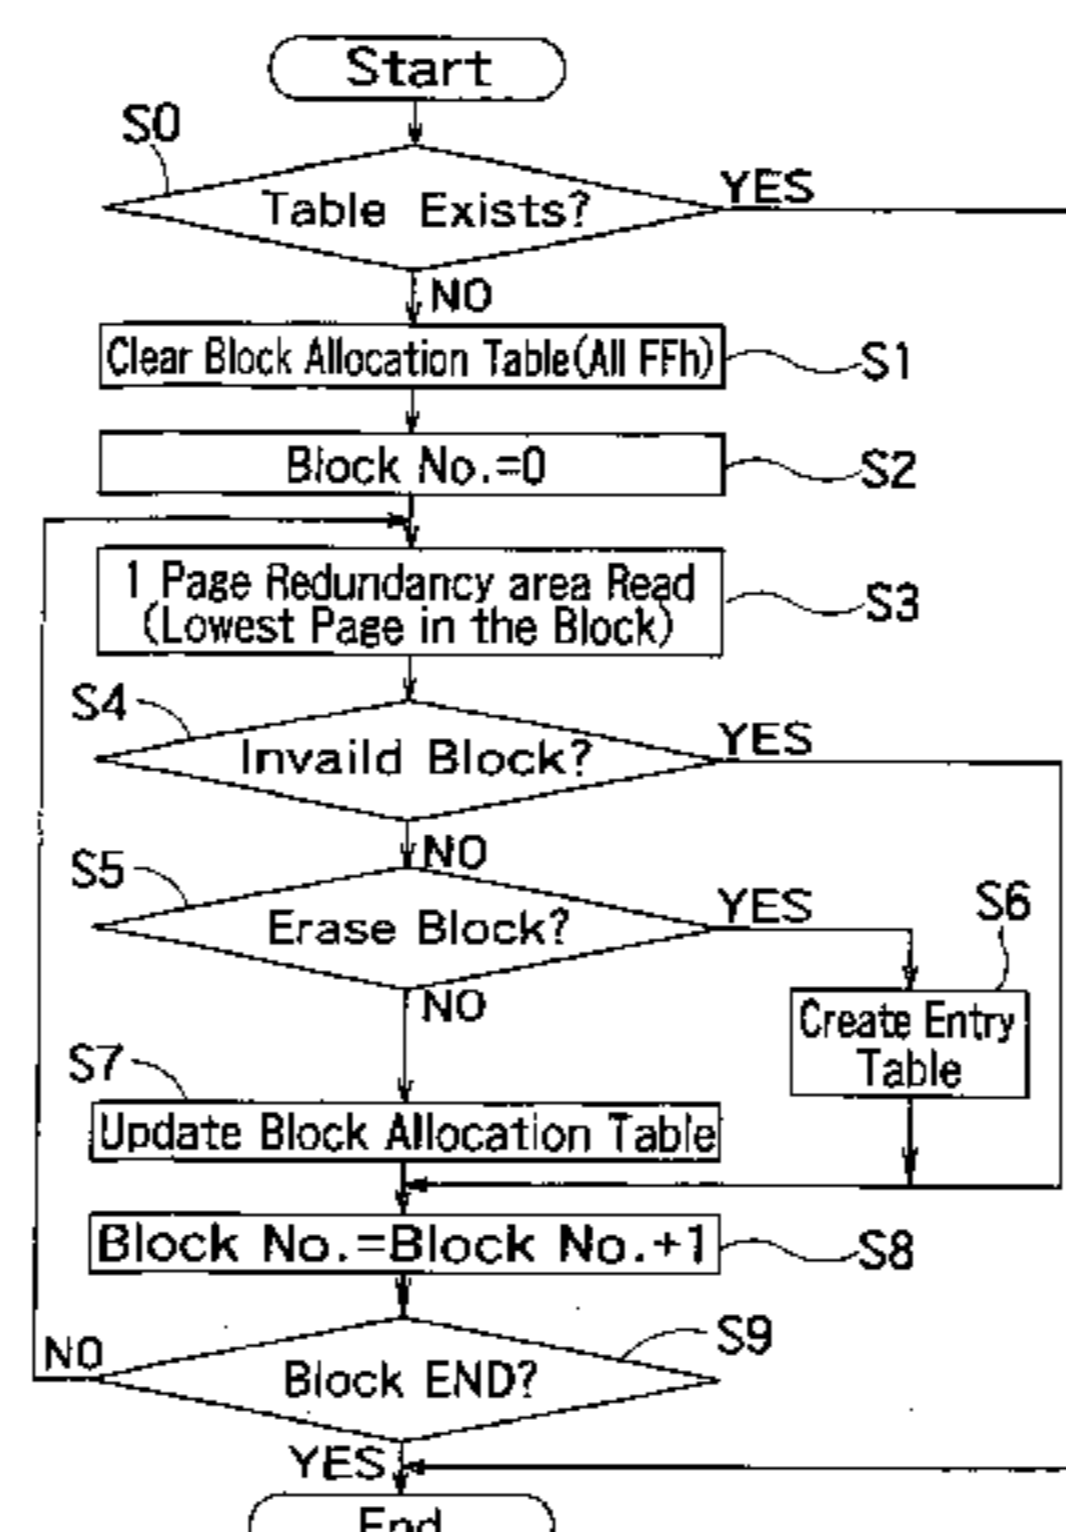 Start
S0
Table Exists?
YES
NO
Clear Block Allocation Table(All FFh)
S1
Block No.=0
S2
1 Page Redundancy area Read
(Lowest Page in the Block)
S3
S4
Invaild Block?
YES
NO
S5
Erase Block?
YES
S6
NO
Create Entry
Table
S7
Update Block Allocation Table
Block No.=Block No.+1
S8
S9
NO
Block END?
YES
End